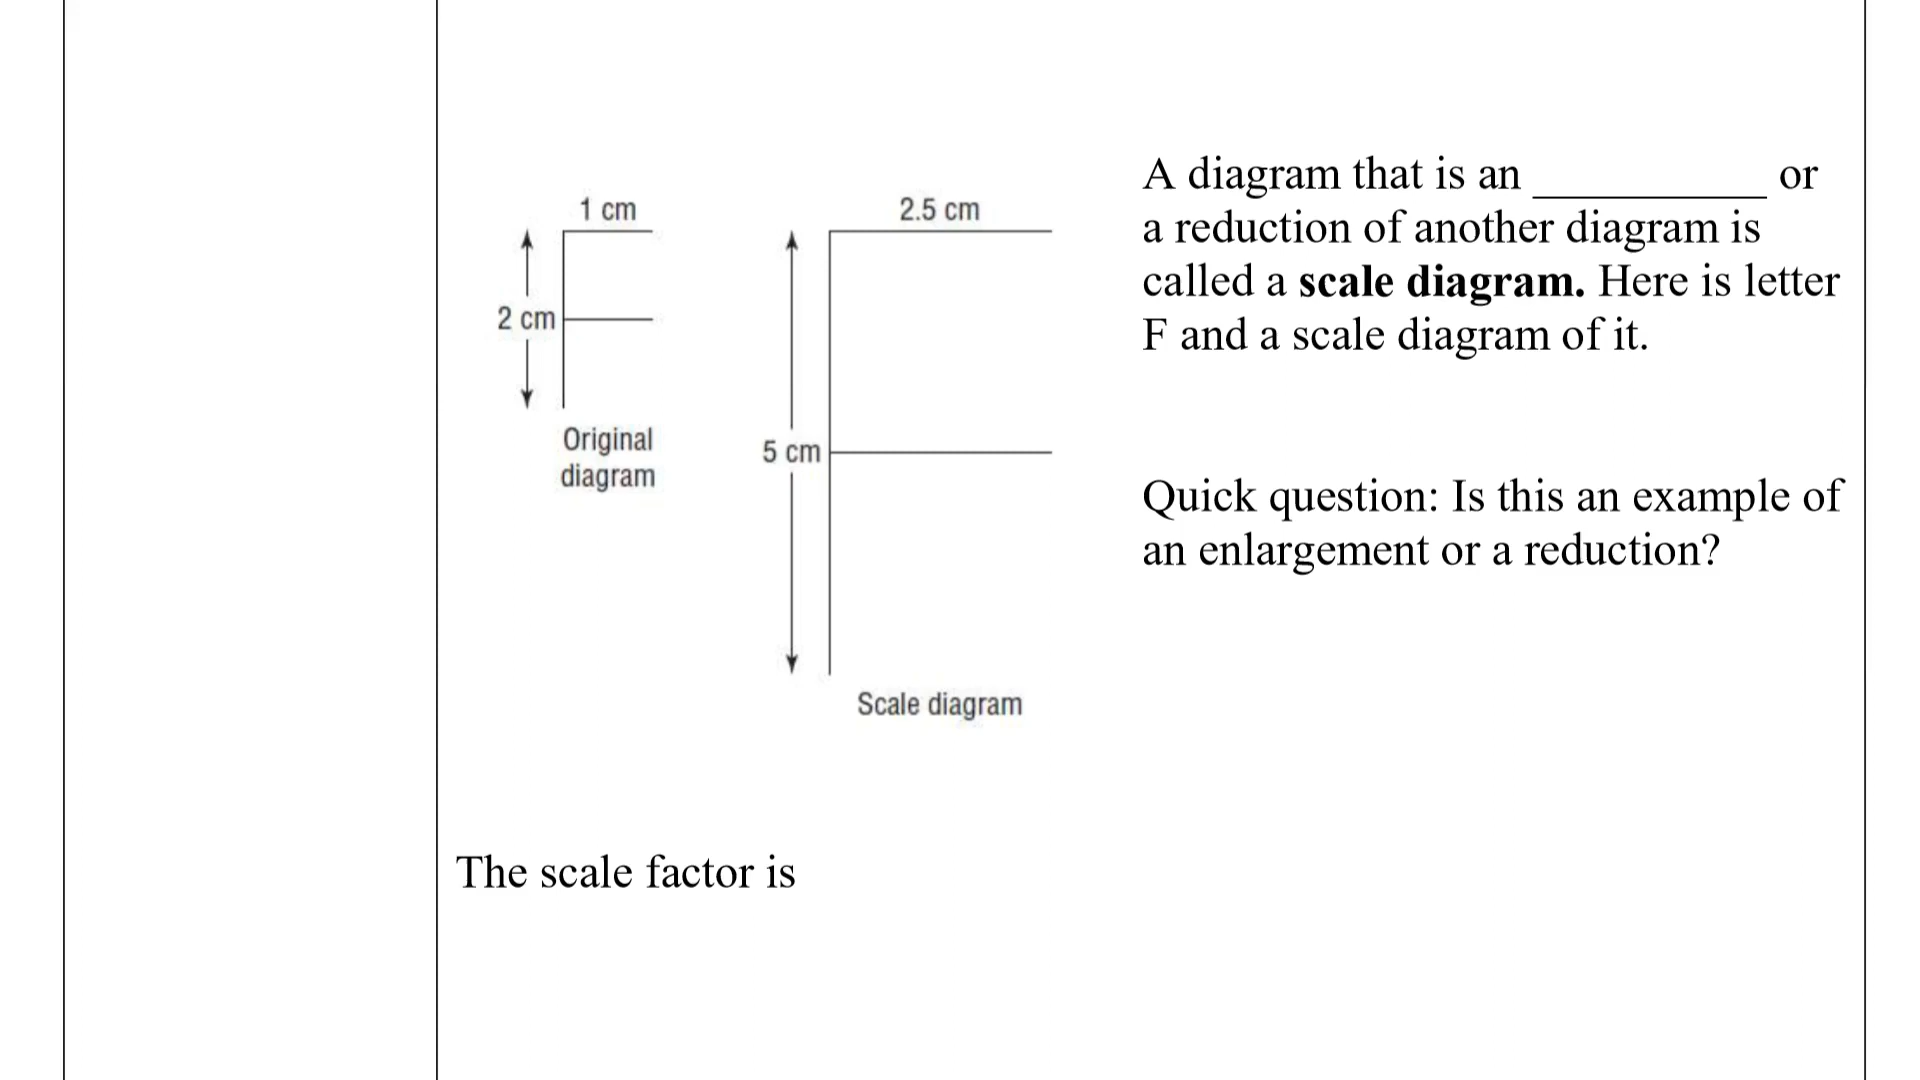 1 cm
2 cm
Original
diagram
2.5 cm
5 cm
Scale diagram
A diagram that is an __________ or
a reduction of another diagram is
called a scale diagram. Here is letter
F and a scale diagram of it.
Quick question: Is this an example of
an enlargement or a reduction?
The scale factor is